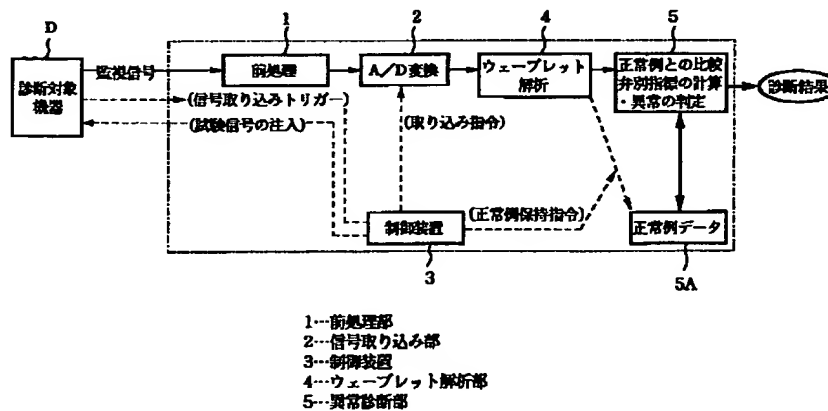 D
1
2
4
5
診断対象
機器
監視信号
前処理
A/D変換
ウェーブレット
解析
正常例との比較
弁別指標の計算
・異常の判定
診断結果
(信号取り込みトリガー)
(試験信号の注入)
(取り込み指令)
(正常例保持指令)
制御装置
正常例データ
3
5A
1…前処理部
2…信号取り込み部
3…制御装置
4…ウェーブレット解析部
5…異常診断部